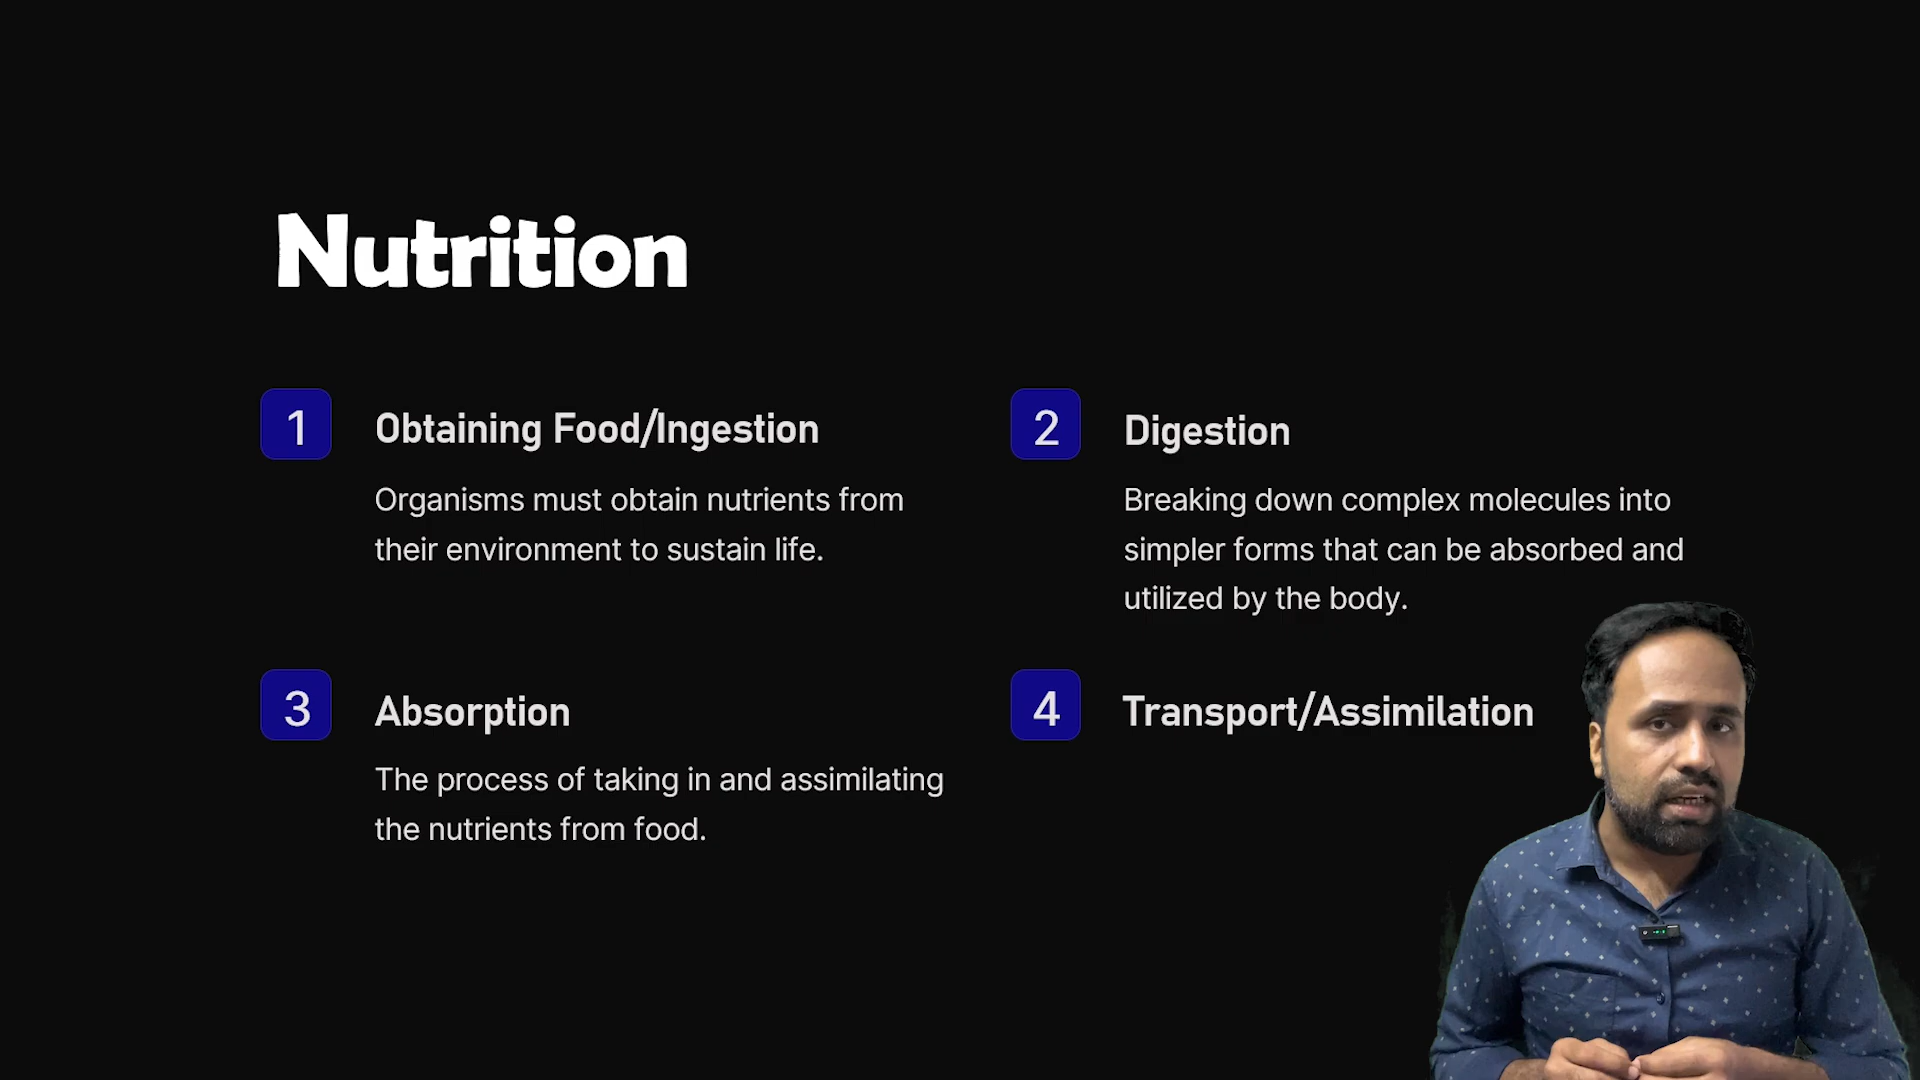 Nutrition
1
Obtaining Food/Ingestion
Organisms must obtain nutrients from
their environment to sustain life.
2
Digestion
Breaking down complex molecules into
simpler forms that can be absorbed and
utilized by the body.
3
Absorption
The process of taking in and assimilating
the nutrients from food.
4
Transport/Assimilation